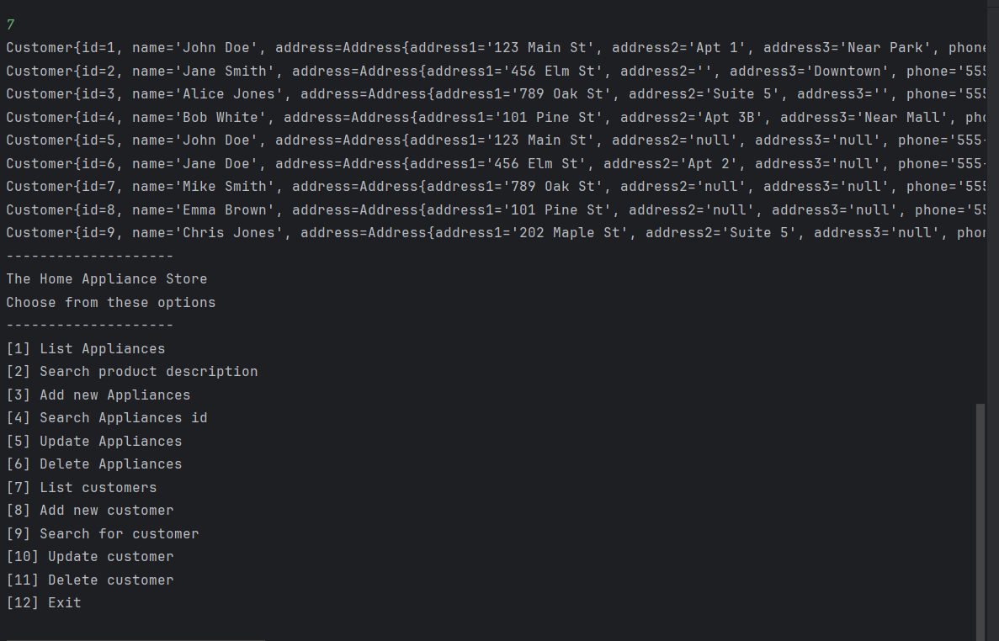 7
Customer{id=1, name='John Doe', address=Address{address1='123 Main St', address2='Apt 1', address3='Near Park', phone
Customer{id=2, name='Jane Smith', address=Address{address1='456 Elm St', address2='', address3='Downtown', phone='555
Customer{id=3, name='Alice Jones', address=Address{address1='789 Oak St', address2='Suite 5', address3='', phone='555
Customer{id=4, name='Bob White', address=Address{address1='101 Pine St', address2='Apt 3B', address3='Near Mall', pho
Customer{id=5, name='John Doe', address=Address{address1='123 Main St', address2='null', address3='null', phone='555-
Customer{id=6, name='Jane Doe', address=Address{address1='456 Elm St', address2='Apt 2', address3='null', phone='555-
Customer{id=7, name='Mike Smith', address=Address{address1='789 Oak St', address2='null', address3='null', phone='555
Customer{id=8, name='Emma Brown', address=Address{address1='101 Pine St', address2='null', address3='null', phone='55
Customer{id=9, name='Chris Jones', address=Address{address1='202 Maple St', address2='Suite 5', address3='null', phon
--------------------
The Home Appliance Store
Choose from these options
--------------------
[1] List Appliances
[2] Search product description
[3] Add new Appliances
[4] Search Appliances id
[5] Update Appliances
[6] Delete Appliances
[7] List customers
[8] Add new customer
[9] Search for customer
[10] Update customer
[11] Delete customer
[12] Exit